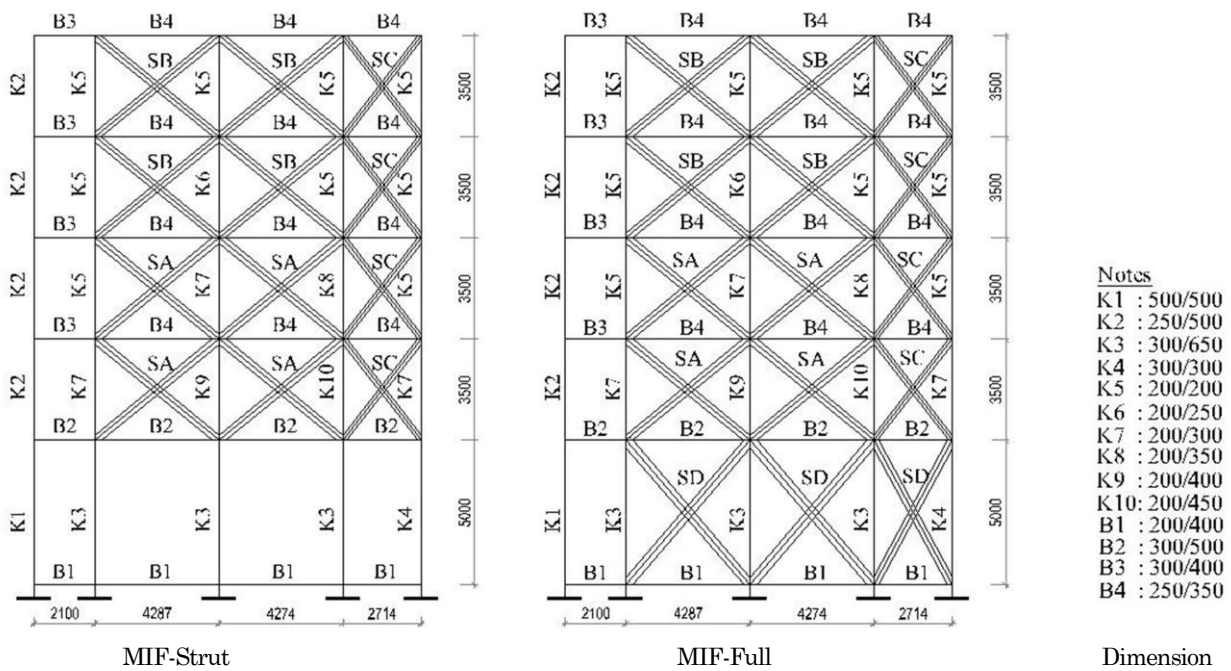 B3 B4 B4 B4
SB SB SC
K2 K5 K5 K5 K5 3500
B3 B4 B4 B4
SB SB SC
K2 K5 K6 K5 K5 3500
B3 B4 B4 B4
SA SA SC
K2 K5 K7 K8 K5 3500
B3 B4 B4 B4
SA SA SC
K2 K7 K9 K10 K7 3500
B2 B2 B2 B2
K1 K3 K3 K3 K4 5000
B1 B1 B1 B1
2100 4287 4274 2714
MIF-Strut
B3 B4 B4 B4
SB SB SC
K2 K5 K5 K5 K5 3500
B3 B4 B4 B4
SB SB SC
K2 K5 K6 K5 K5 3500
B3 B4 B4 B4
SA SA SC
K2 K5 K7 K8 K5 3500
B3 B4 B4 B4
SA SA SC
K2 K7 K9 K10 K7 3500
B2 B2 B2 B2
SD SD SD
K1 K3 K3 K3 K4 5000
B1 B1 B1 B1
2100 4287 4274 2714
MIF-Full
Notes
K1 : 500/500
K2 : 250/500
K3 : 300/650
K4 : 300/300
K5 : 200/200
K6 : 200/250
K7 : 200/300
K8 : 200/350
K9 : 200/400
K10: 200/450
B1 : 200/400
B2 : 300/500
B3 : 300/400
B4 : 250/350
Dimension